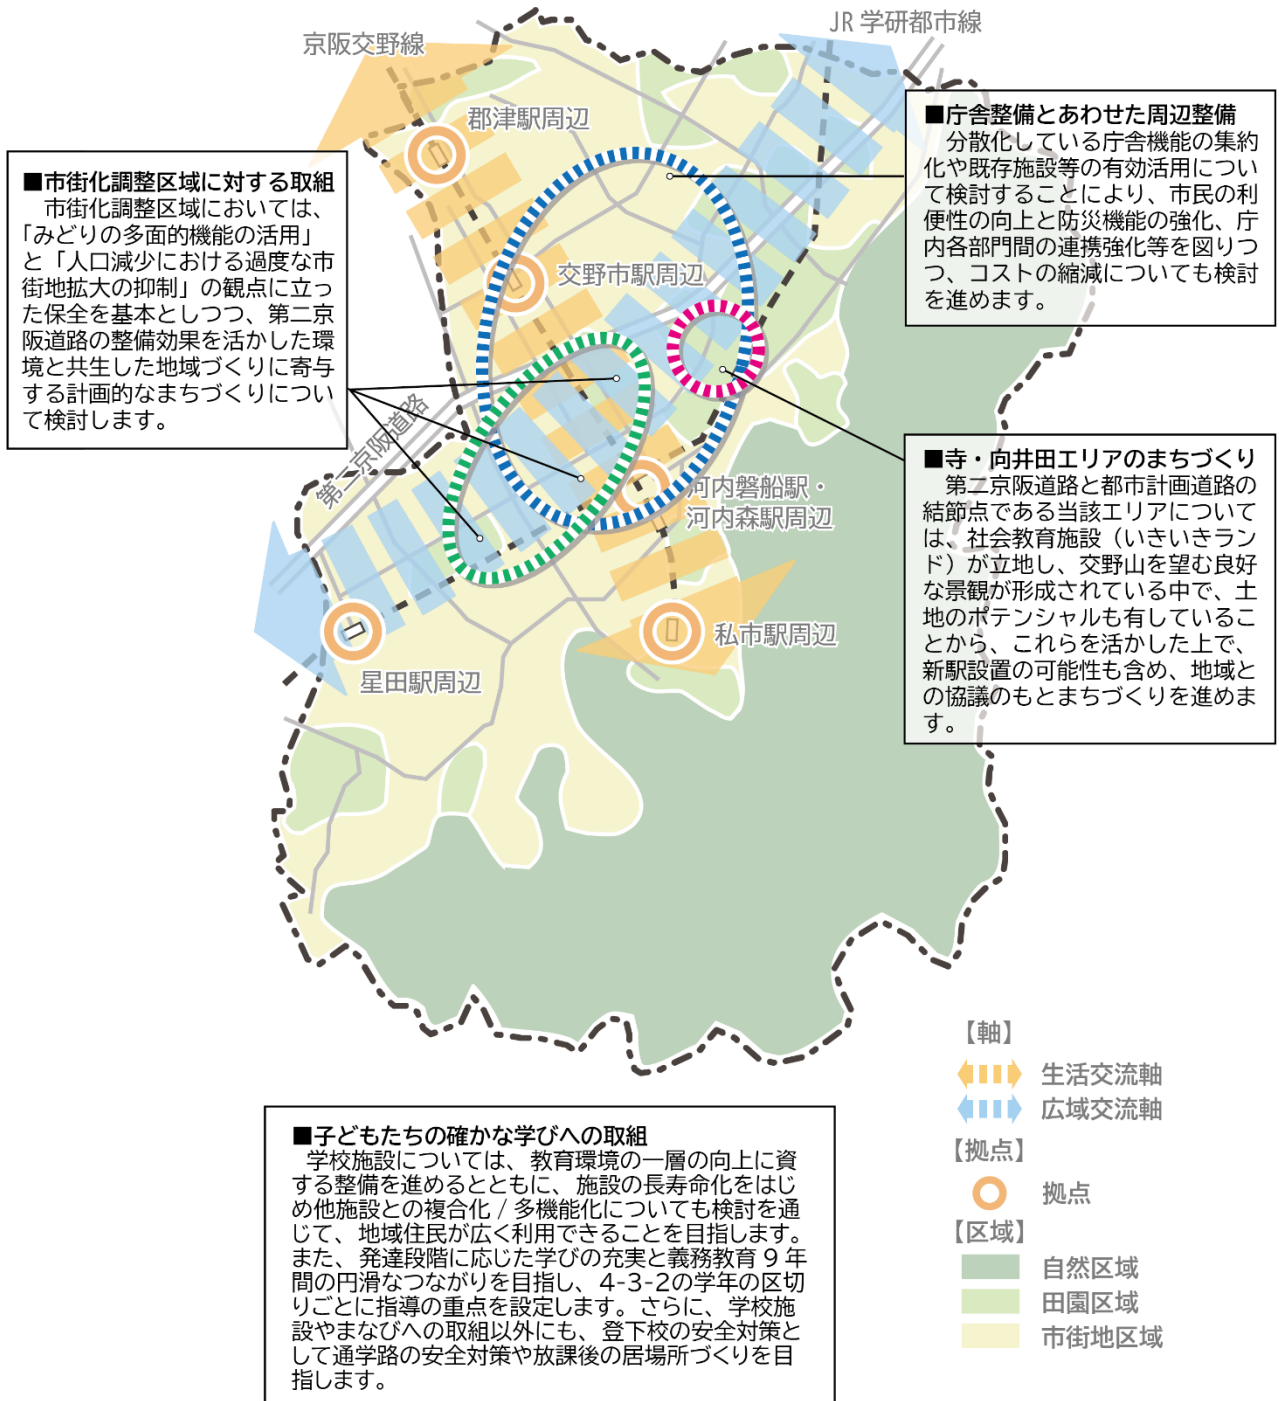 京阪交野線
JR 学研都市線
郡津駅周辺
交野市駅周辺
第二京阪道路
河内磐船駅・
河内森駅周辺
私市駅周辺
星田駅周辺
■市街化調整区域に対する取組
市街化調整区域においては、
「みどりの多面的機能の活用」
と「人口減少における過度な市
街地拡大の抑制」の観点に立っ
た保全を基本としつつ、第二京
阪道路の整備効果を活かした環
境と共生した地域づくりに寄与
する計画的なまちづくりについ
て検討します。
■庁舎整備とあわせた周辺整備
分散化している庁舎機能の集約
化や既存施設等の有効活用につい
て検討することにより、市民の利
便性の向上と防災機能の強化、庁
内各部門間の連携強化等を図りつ
つ、コストの縮減についても検討
を進めます。
■寺・向井田エリアのまちづくり
第二京阪道路と都市計画道路の
結節点である当該エリアについて
は、社会教育施設（いきいきラン
ド）が立地し、交野山を望む良好
な景観が形成されている中で、土
地のポテンシャルも有しているこ
とから、これらを活かした上で、
新駅設置の可能性も含め、地域と
の協議のもとまちづくりを進めま
す。
■子どもたちの確かな学びへの取組
学校施設については、教育環境の一層の向上に資
する整備を進めるとともに、施設の長寿命化をはじ
め他施設との複合化 / 多機能化についても検討を通
じて、地域住民が広く利用できることを目指します。
また、発達段階に応じた学びの充実と義務教育 9 年
間の円滑なつながりを目指し、4-3-2の学年の区切
りごとに指導の重点を設定します。さらに、学校施
設やまなびへの取組以外にも、登下校の安全対策と
して通学路の安全対策や放課後の居場所づくりを目
指します。
【軸】
生活交流軸
広域交流軸
【拠点】
拠点
【区域】
自然区域
田園区域
市街地区域